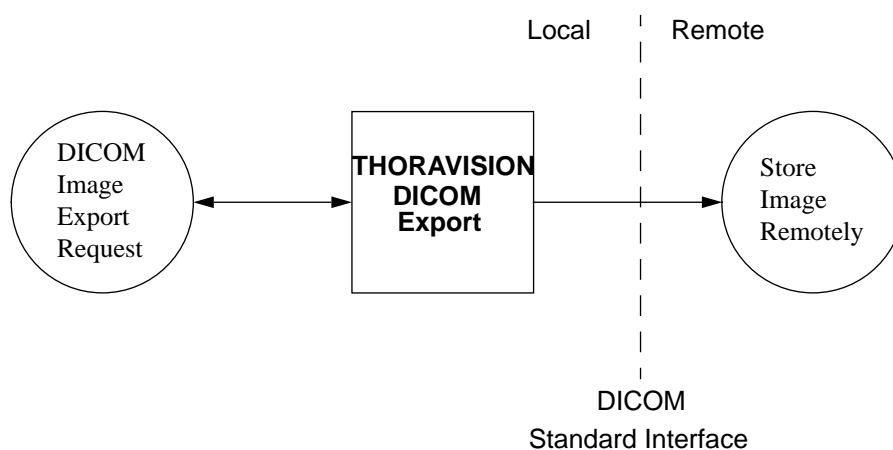 Local
Remote
DICOM
Image
Export
Request
THORAVISION
DICOM
Export
Store
Image
Remotely
DICOM
Standard Interface